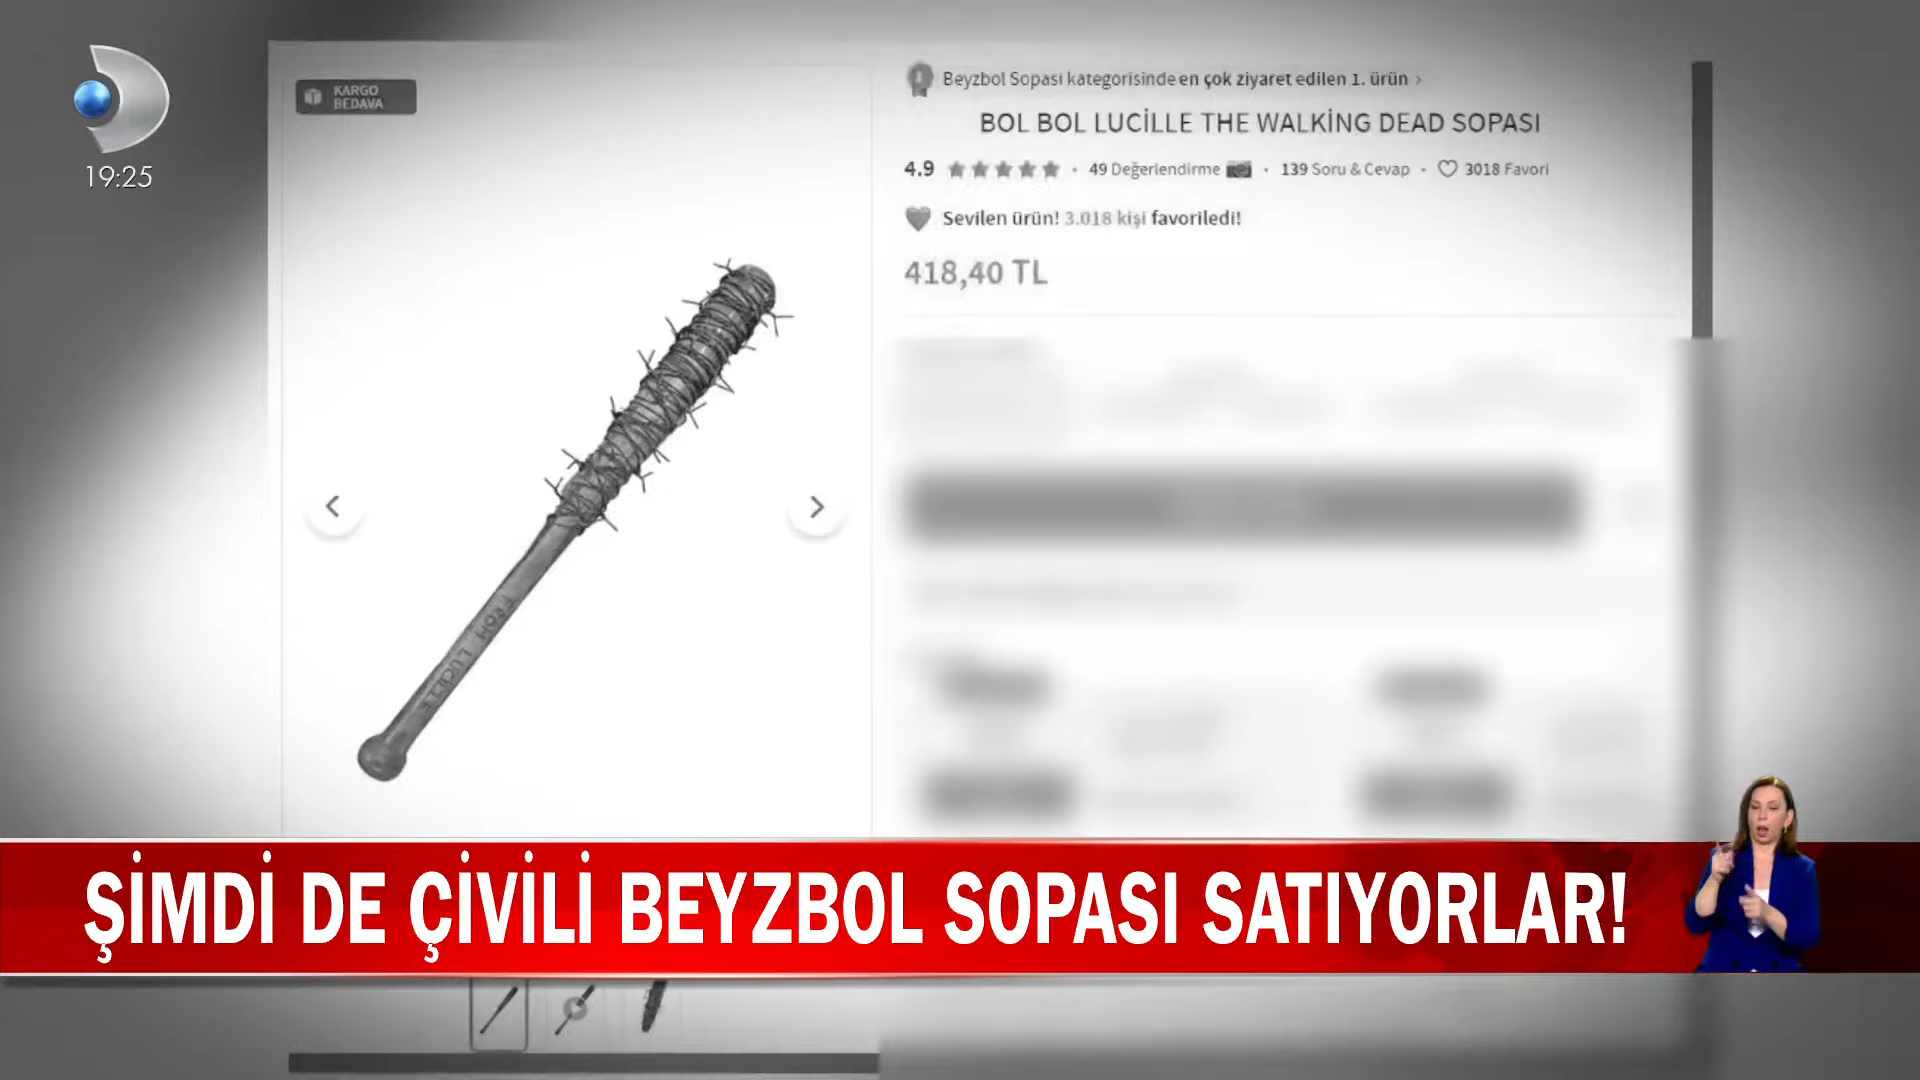 19:25
KARGO
BEDAVA
Beyzbol Sopası kategorisinde en çok ziyaret edilen 1. ürün
BOL BOL LUCİLLE THE WALKİNG DEAD SOPASI
4.9 · 49 Değerlendirme · 139 Soru & Cevap · 3018 Favori
Sevilen ürün! 3.018 kişi favoriledi!
418,40 TL
FROM LUCILLE
ŞİMDİ DE ÇİVİLİ BEYZBOL SOPASI SATIYORLAR!